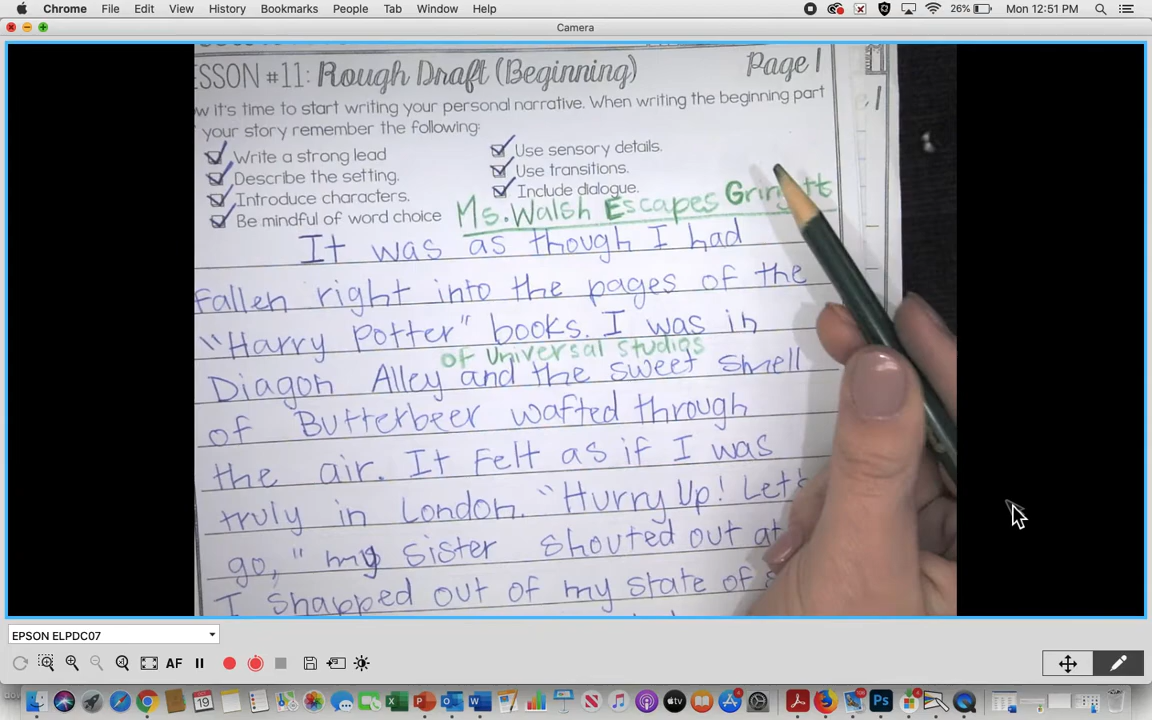 Chrome File Edit View History Bookmarks People Tab Window Help 26% Mon 12:51 PM
Camera
ESSON #11: Rough Draft (Beginning) Page 1
w it's time to start writing your personal narrative. When writing the beginning part
your story remember the following:
Write a strong lead
Describe the setting.
Introduce characters.
Be mindful of word choice
Use sensory details.
Use transitions.
Include dialogue.
Ms. Walsh Escapes
It was as though I had
fallen right into the pages of the
"Harry Potter" books. I was in
of Universal Studios
Diagon Alley and the sweet smell
of Butterbeer wafted through
the air. It felt as if I was
truly in London. "Hurry Up! Let's
go," my sister shouted out at
I snapped out of my state of
EPSON ELPDC07
AF
JAN
19